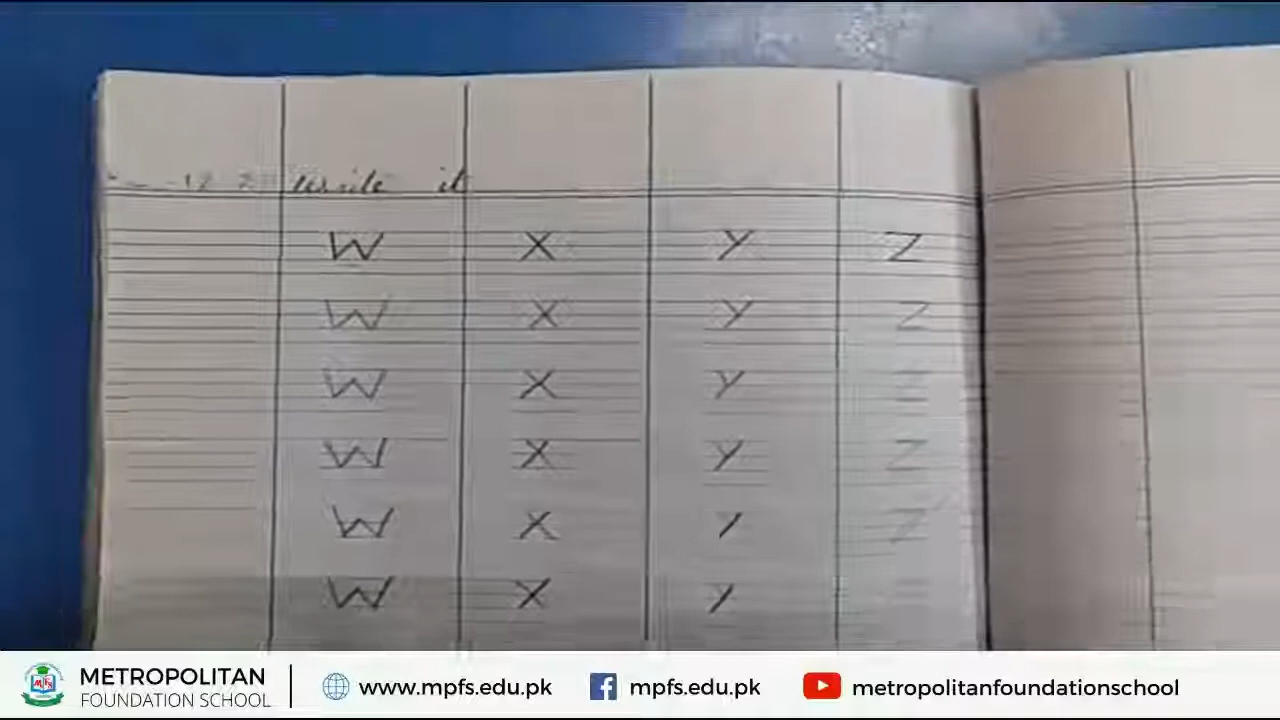 Write it
W X Y Z
W X Y Z
W X Y Z
W X Y Z
W X Y Z
W X Y
METROPOLITAN
FOUNDATION SCHOOL
www.mpfs.edu.pk
mpfs.edu.pk
metropolitanfoundationschool